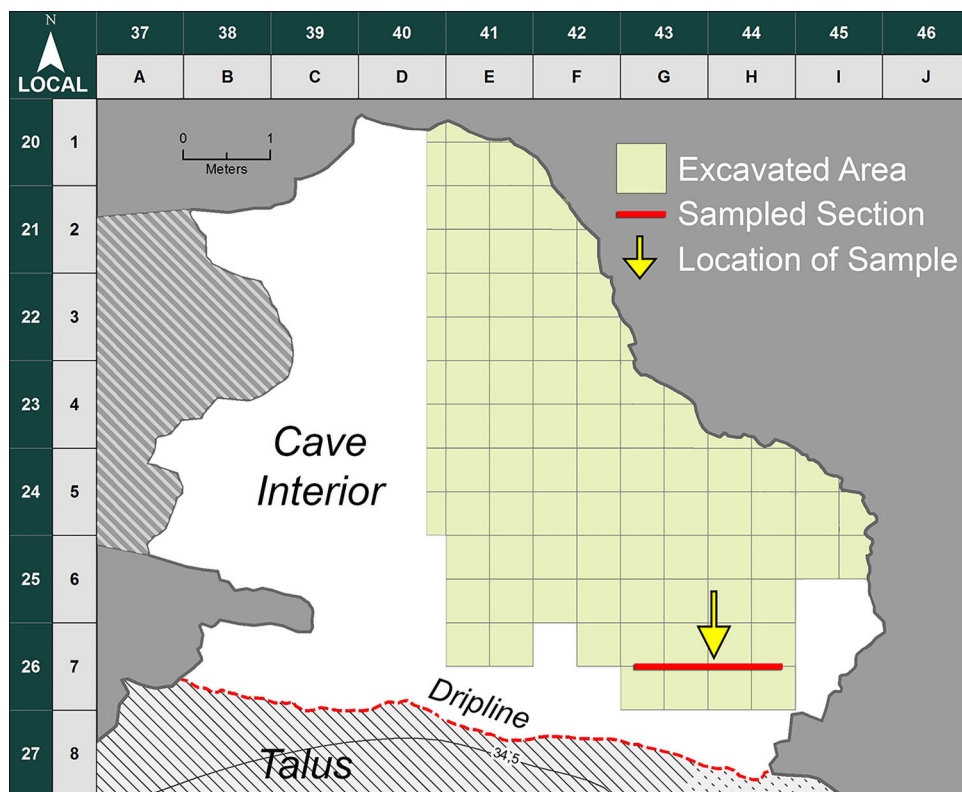 N
LOCAL
37 38 39 40 41 42 43 44 45 46
A B C D E F G H I J
20 1
21 2
22 3
23 4
24 5
25 6
26 7
27 8
0 1
Meters
Excavated Area
Sampled Section
Location of Sample
Cave
Interior
Dripline
34,5
Talus